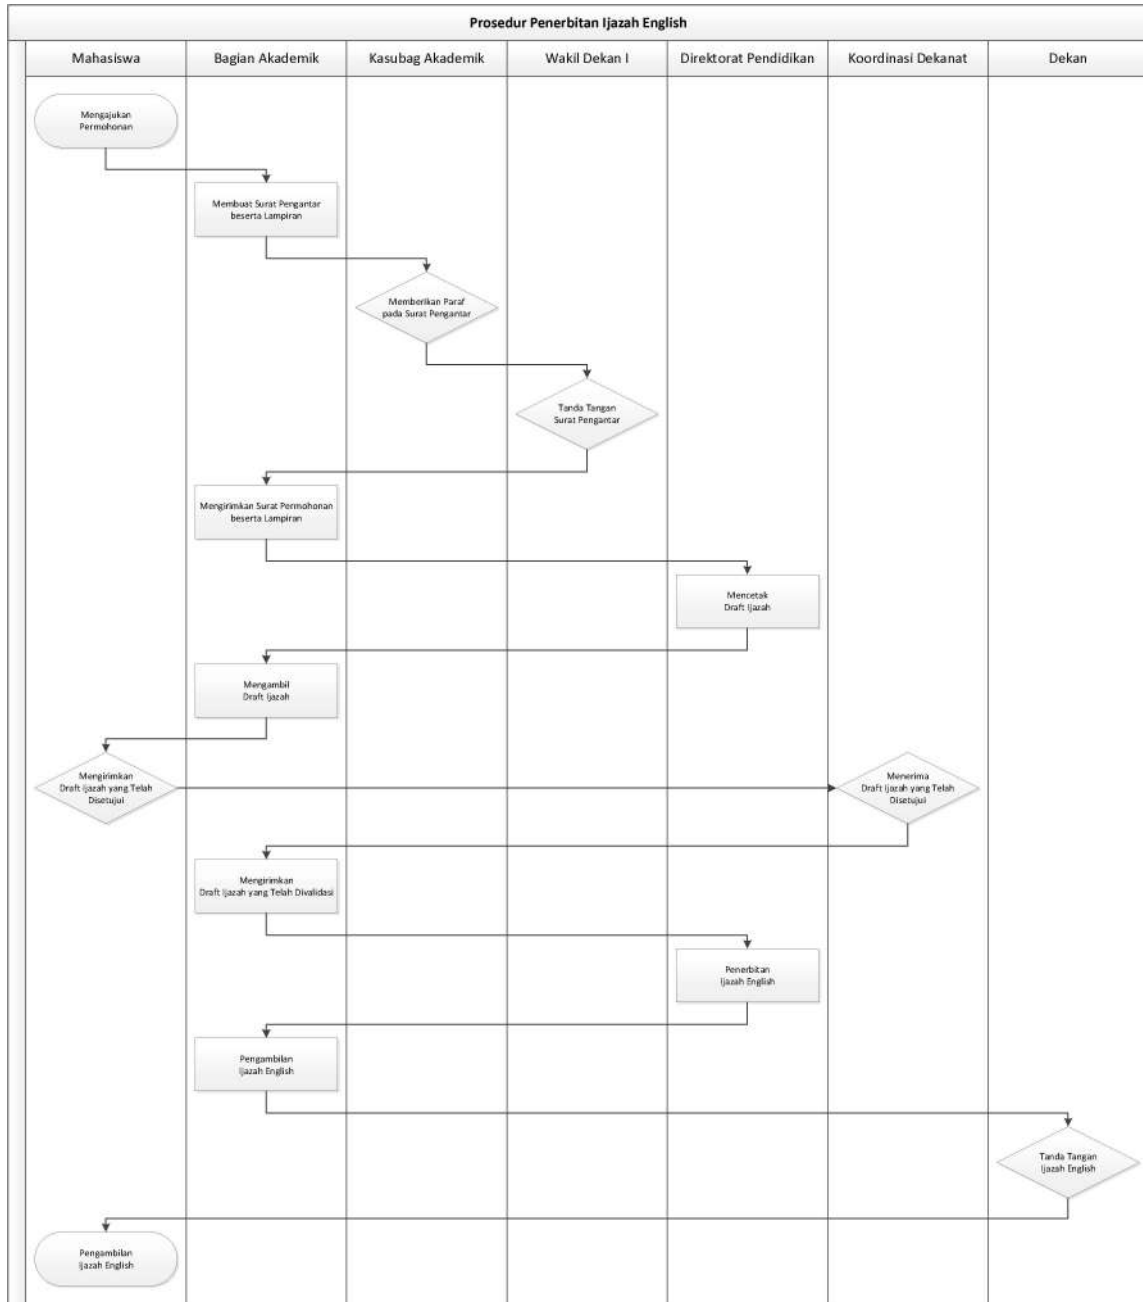 Prosedur Penerbitan Ijazah English
Mahasiswa
Bagian Akademik
Kasubag Akademik
Wakil Dekan I
Direktorat Pendidikan
Koordinasi Dekanat
Dekan
Mengajukan
Permohonan
Membuat Surat Pengantar
beserta Lampiran
Memberikan Paraf
pada Surat Pengantar
Tanda Tangan
Surat Pengantar
Mengirimkan Surat Permohonan
beserta Lampiran
Mencetak
Draft Ijazah
Mengambil
Draft Ijazah
Mengirimkan
Draft Ijazah yang Telah
Disetujui
Menerima
Draft Ijazah yang Telah
Disetujui
Mengirimkan
Draft Ijazah yang Telah Divalidasi
Penerbitan
Ijazah English
Pengambilan
Ijazah English
Tanda Tangan
Ijazah English
Pengambilan
Ijazah English